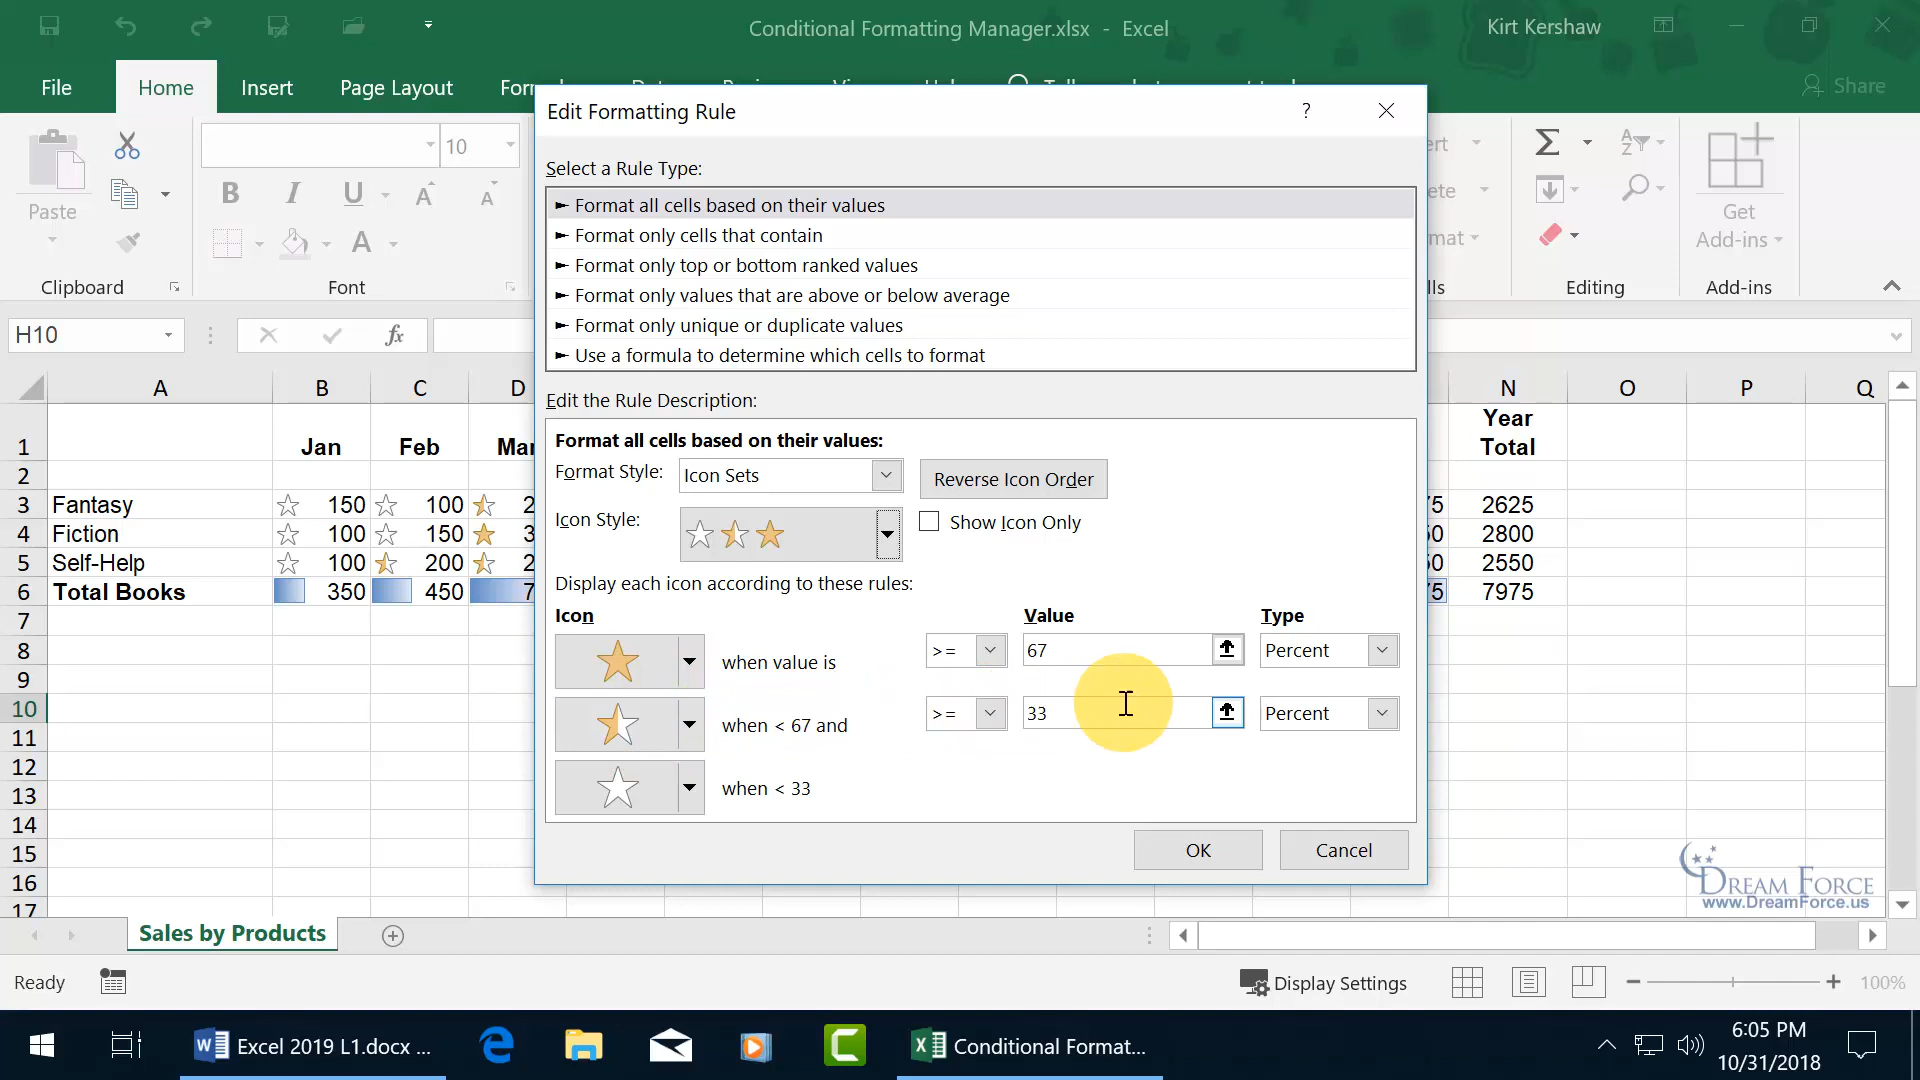 Conditional Formatting Manager.xlsx - Excel
Kirt Kershaw
File Home Insert Page Layout
Share
10
Paste
B I U A A
A
Clipboard
Font
Get
Add-ins
Editing
Add-ins
Edit Formatting Rule
?
Select a Rule Type:
► Format all cells based on their values
► Format only cells that contain
► Format only top or bottom ranked values
► Format only values that are above or below average
► Format only unique or duplicate values
► Use a formula to determine which cells to format
Edit the Rule Description:
Format all cells based on their values:
Format Style: Icon Sets Reverse Icon Order
Icon Style: Show Icon Only
Display each icon according to these rules:
Icon Value Type
when value is >= 67 Percent
when < 67 and >= 33 Percent
when < 33
OK Cancel
H10 fx
A B C D N O P Q
1 Jan Feb Year Total
2
3 Fantasy 150 100 2625
4 Fiction 100 150 2800
5 Self-Help 100 200 2550
6 Total Books 350 450 7975
7
8
9
10
11
12
13
14
15
16
17
DREAM FORCE
www.DreamForce.us
Sales by Products
Ready
Display Settings
100%
Excel 2019 L1.docx ...
Conditional Format...
6:05 PM
10/31/2018